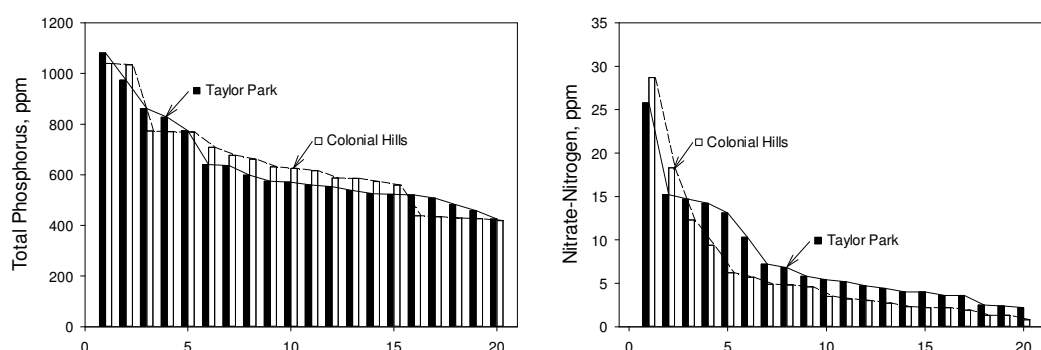 Total Phosphorus, ppm
1200
1000
800
600
400
200
0
0 5 10 15 20
Taylor Park
Colonial Hills
Nitrate-Nitrogen, ppm
35
30
25
20
15
10
5
0
0 5 10 15 20
Colonial Hills
Taylor Park